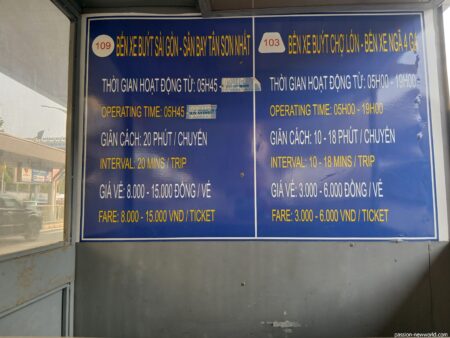 109 BẾN XE BUÝT SÀI GÒN - SÂN BAY TÂN SƠN NHẤT
THỜI GIAN HOẠT ĐỘNG TỪ: 05H45 -
OPERATING TIME: 05H45
GIÃN CÁCH: 20 PHÚT / CHUYẾN
INTERVAL: 20 MINS / TRIP
GIÁ VÉ: 8.000 - 15.000 ĐỒNG / VÉ
FARE: 8.000 - 15.000 VND / TICKET
103 BẾN XE BUÝT CHỢ LỚN - BẾN XE NGÃ 4 GA
THỜI GIAN HOẠT ĐỘNG TỪ: 05H00 - 19H00
OPERATING TIME: 05H00 - 19H00
GIÃN CÁCH: 10 - 18 PHÚT / CHUYẾN
INTERVAL: 10 - 18 MINS / TRIP
GIÁ VÉ: 3.000 - 6.000 ĐỒNG / VÉ
FARE: 3.000 - 6.000 VND / TICKET
passion-newworld.com